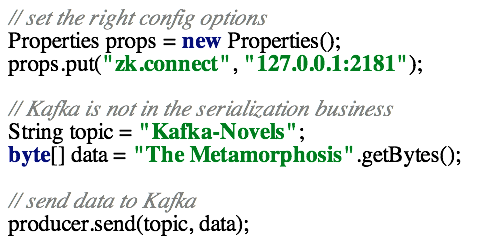 // set the right config options
Properties props = new Properties();
props.put("zk.connect", "127.0.0.1:2181");
// Kafka is not in the serialization business
String topic = "Kafka-Novels";
byte[] data = "The Metamorphosis".getBytes();
// send data to Kafka
producer.send(topic, data);